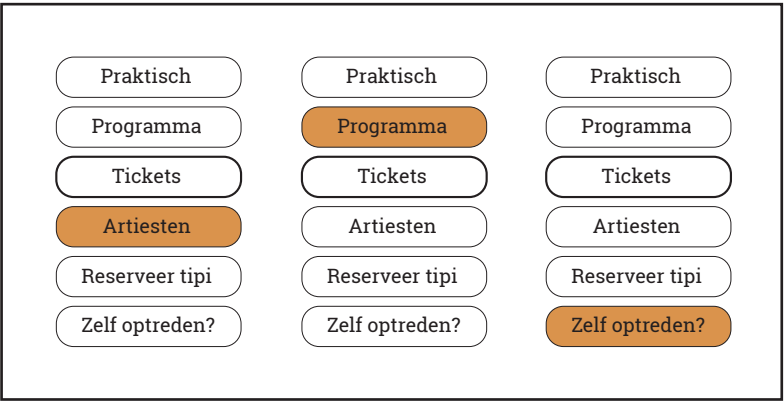 Praktisch
Programma
Tickets
Artiesten
Reserveer tipi
Zelf optreden?
Praktisch
Programma
Tickets
Artiesten
Reserveer tipi
Zelf optreden?
Praktisch
Programma
Tickets
Artiesten
Reserveer tipi
Zelf optreden?